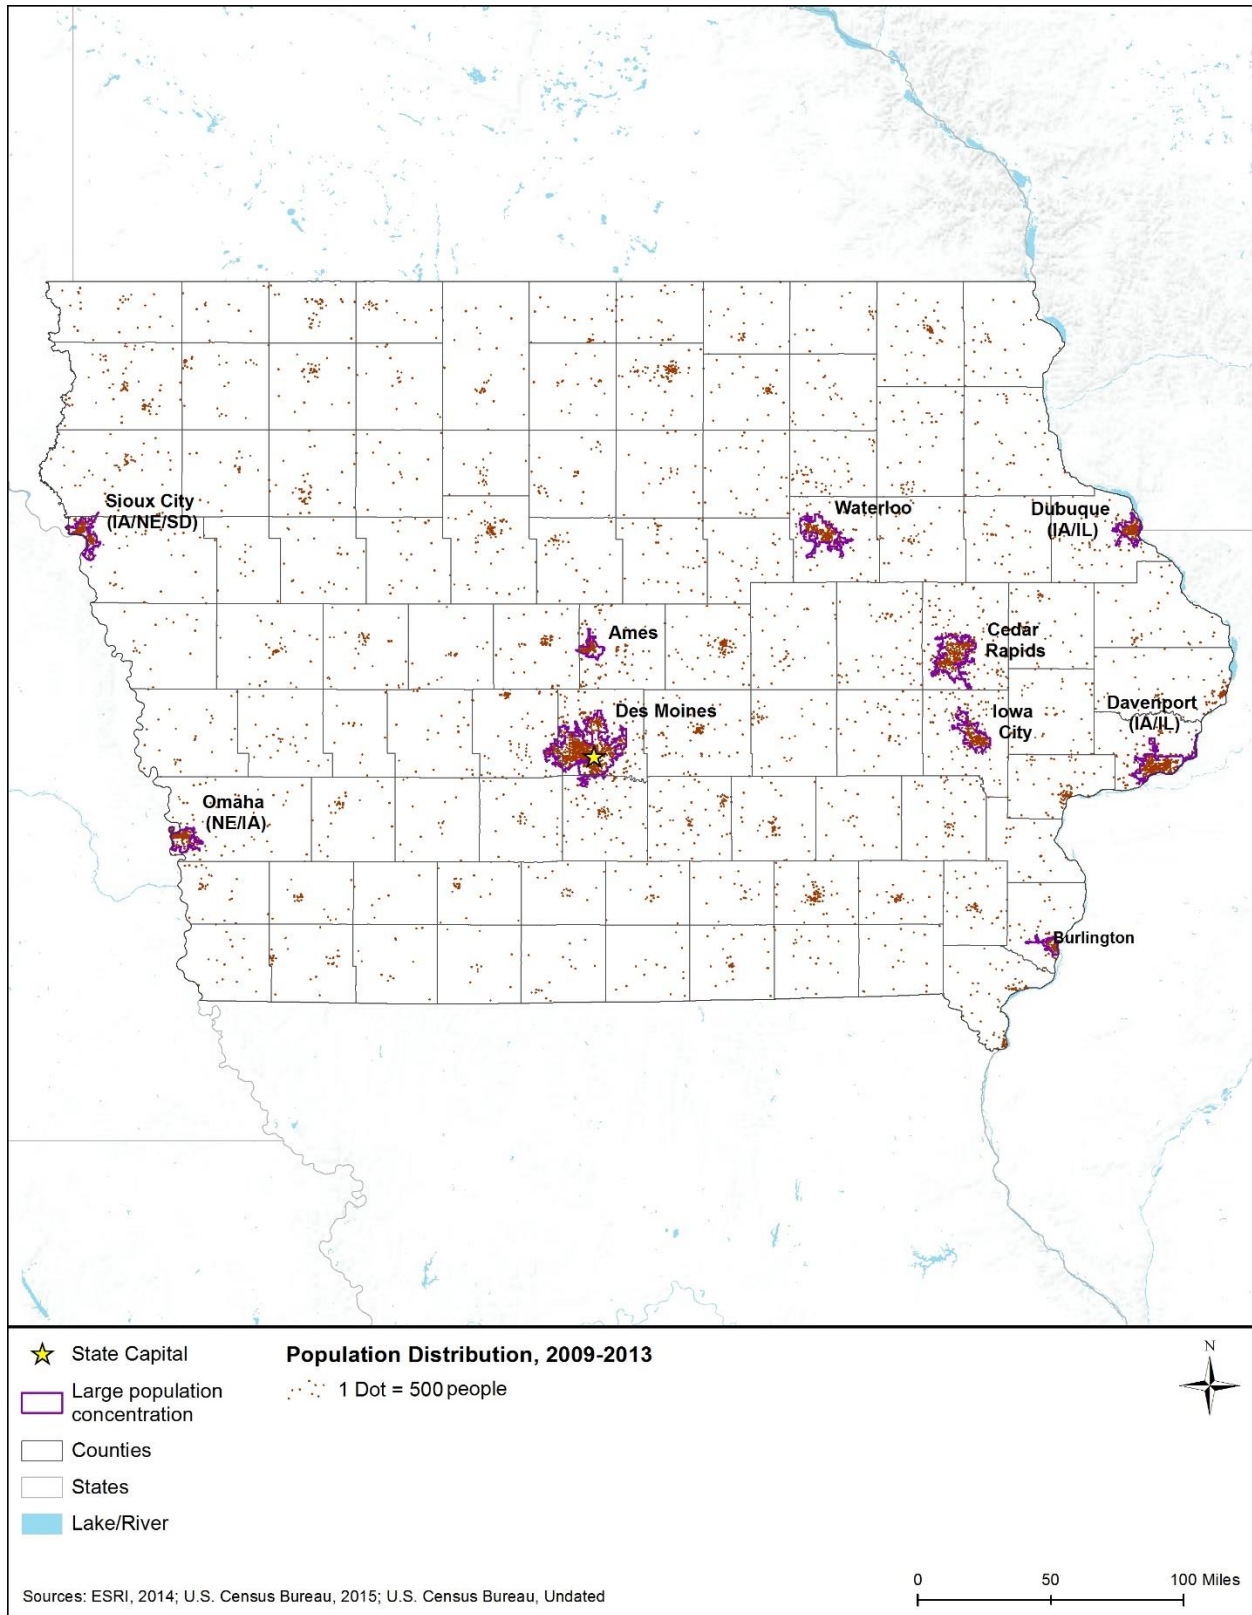 Sioux City
(IA/NE/SD)
Waterloo
Dubuque
(IA/IL)
Ames
Cedar
Rapids
Des Moines
Iowa
City
Davenport
(IA/IL)
Omaha
(NE/IA)
Burlington
State Capital
Large population
concentration
Counties
States
Lake/River
Population Distribution, 2009-2013
1 Dot = 500 people
N
Sources: ESRI, 2014; U.S. Census Bureau, 2015; U.S. Census Bureau, Undated
0 50 100 Miles